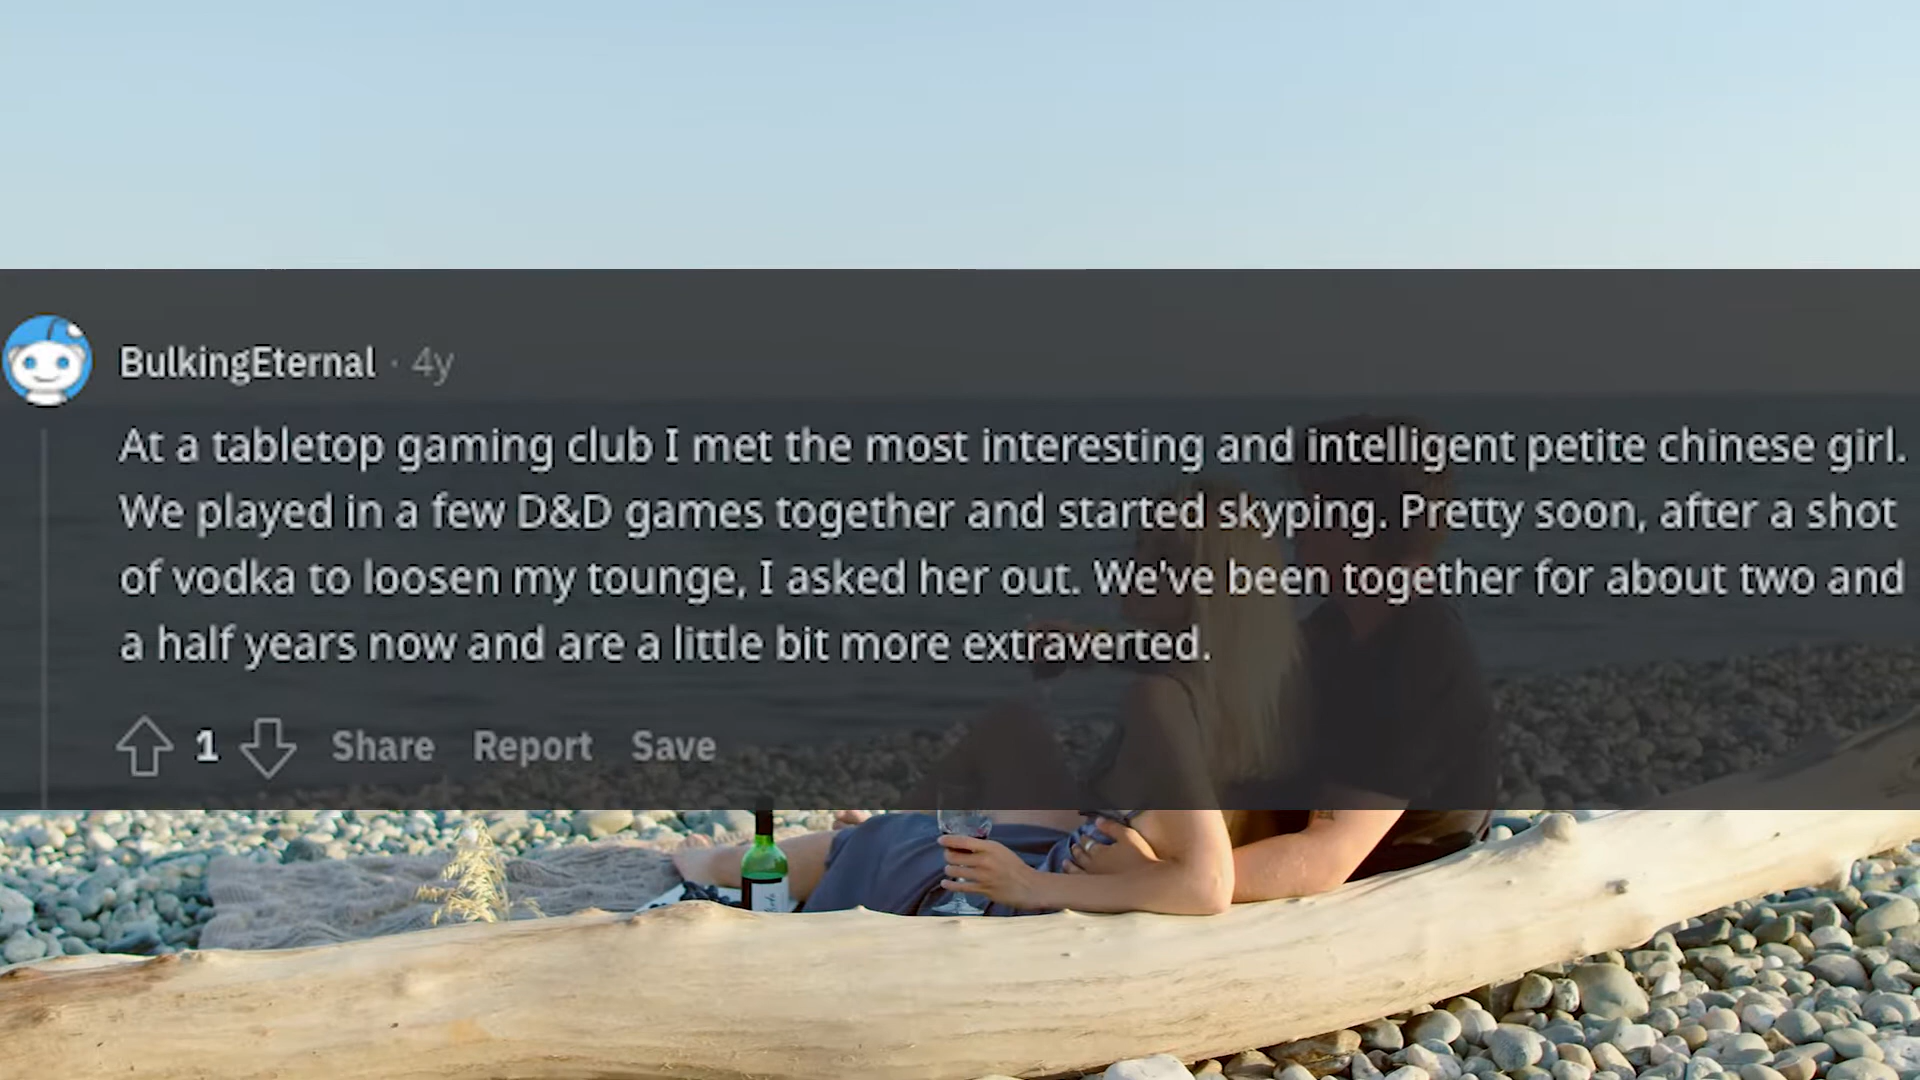 BulkingEternal · 4y
At a tabletop gaming club I met the most interesting and intelligent petite chinese girl.
We played in a few D&D games together and started skyping. Pretty soon, after a shot
of vodka to loosen my tounge, I asked her out. We've been together for about two and
a half years now and are a little bit more extraverted.
1 Share Report Save